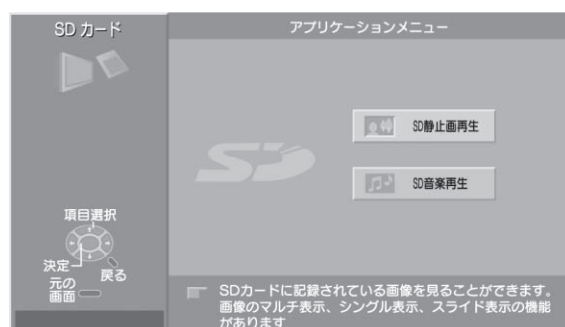 SD カード
アプリケーションメニュー
SD静止画再生
SD
SD音楽再生
項目選択
決定
戻る
元の
画面
SDカードに記録されている画像を見ることができます。
画像のマルチ表示、シングル表示、スライド表示の機能
があります